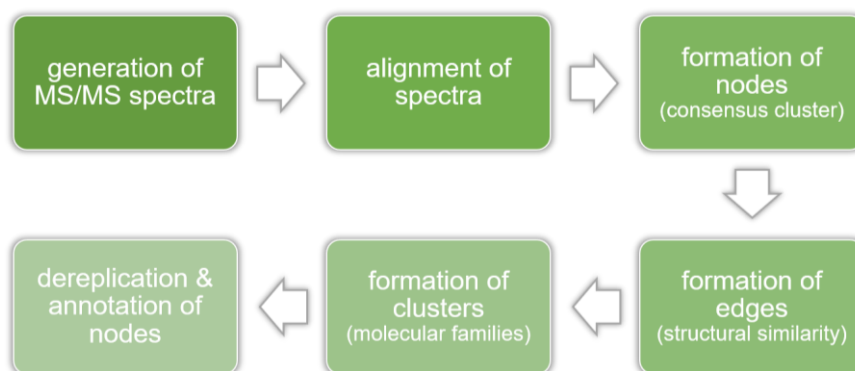 generation of
MS/MS spectra
alignment of
spectra
formation of
nodes
(consensus cluster)
formation of
edges
(structural similarity)
formation of
clusters
(molecular families)
dereplication &
annotation of
nodes